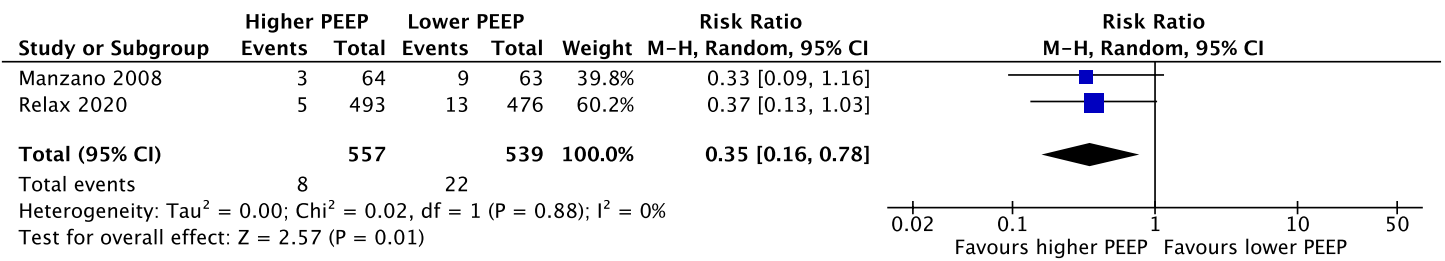 Higher PEEP Lower PEEP Risk Ratio Risk Ratio
Study or Subgroup Events Total Events Total Weight M-H, Random, 95% CI M-H, Random, 95% CI
Manzano 2008 3 64 9 63 39.8% 0.33 [0.09, 1.16]
Relax 2020 5 493 13 476 60.2% 0.37 [0.13, 1.03]
Total (95% CI) 557 539 100.0% 0.35 [0.16, 0.78]
Total events 8 22
Heterogeneity: Tau² = 0.00; Chi² = 0.02, df = 1 (P = 0.88); I² = 0%
Test for overall effect: Z = 2.57 (P = 0.01)
0.02 0.1 1 10 50
Favours higher PEEP Favours lower PEEP